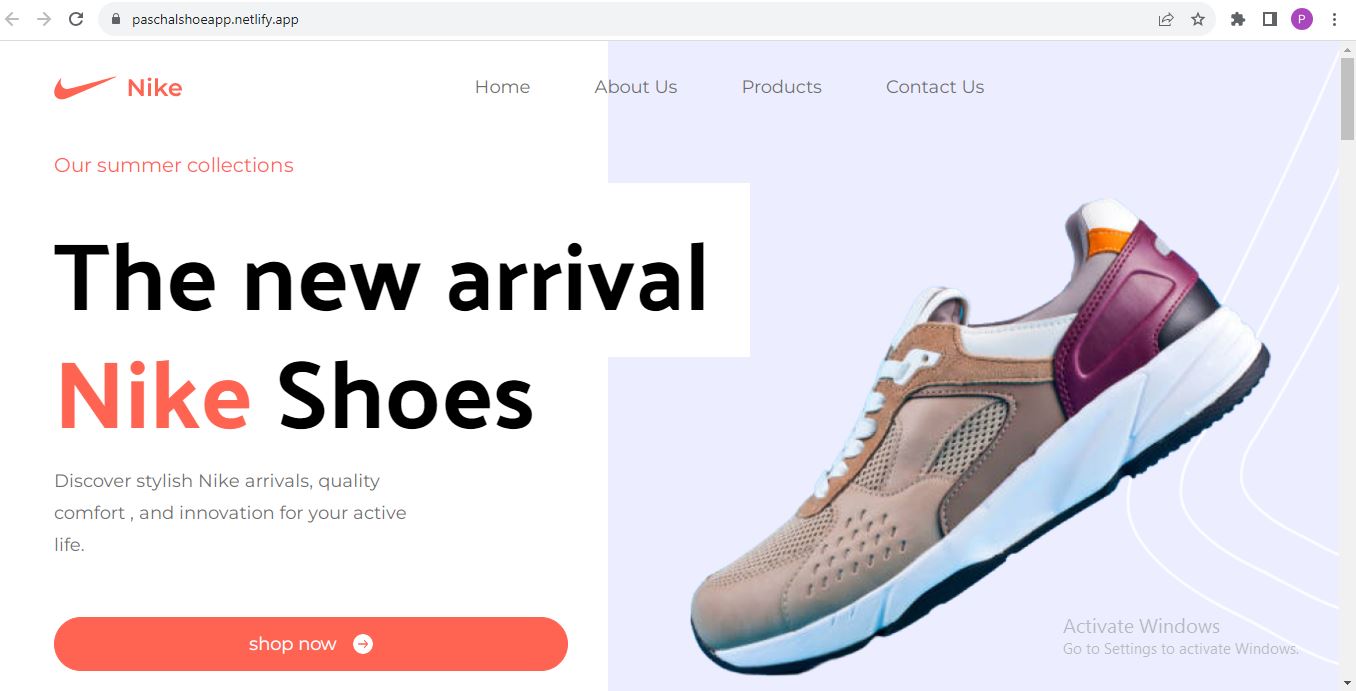 paschalshoeapp.netlify.app
P
Nike
Home
About Us
Products
Contact Us
Our summer collections
The new arrival
Nike Shoes
Discover stylish Nike arrivals, quality
comfort , and innovation for your active
life.
shop now
Activate Windows
Go to Settings to activate Windows.